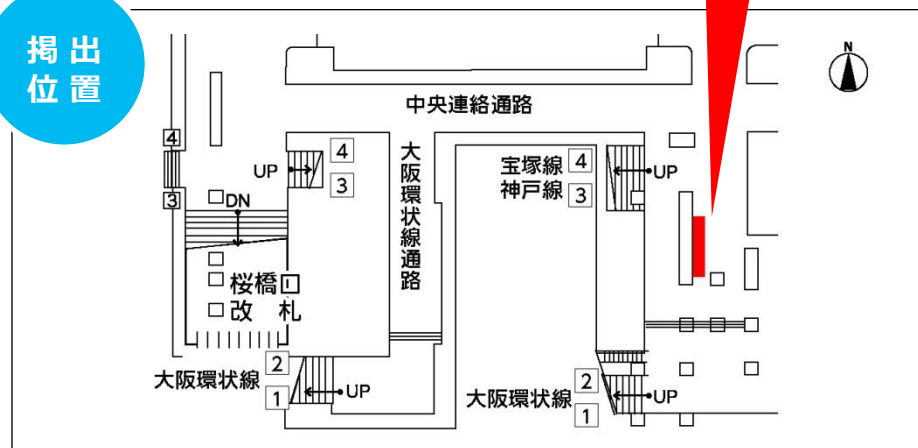 掲出
位置
N
中央連絡通路
4
3
UP
4
3
大阪環状線通路
宝塚線
神戸線
4
3
UP
DN
桜橋口
改 札
大阪環状線
2
1
UP
大阪環状線
2
1
UP